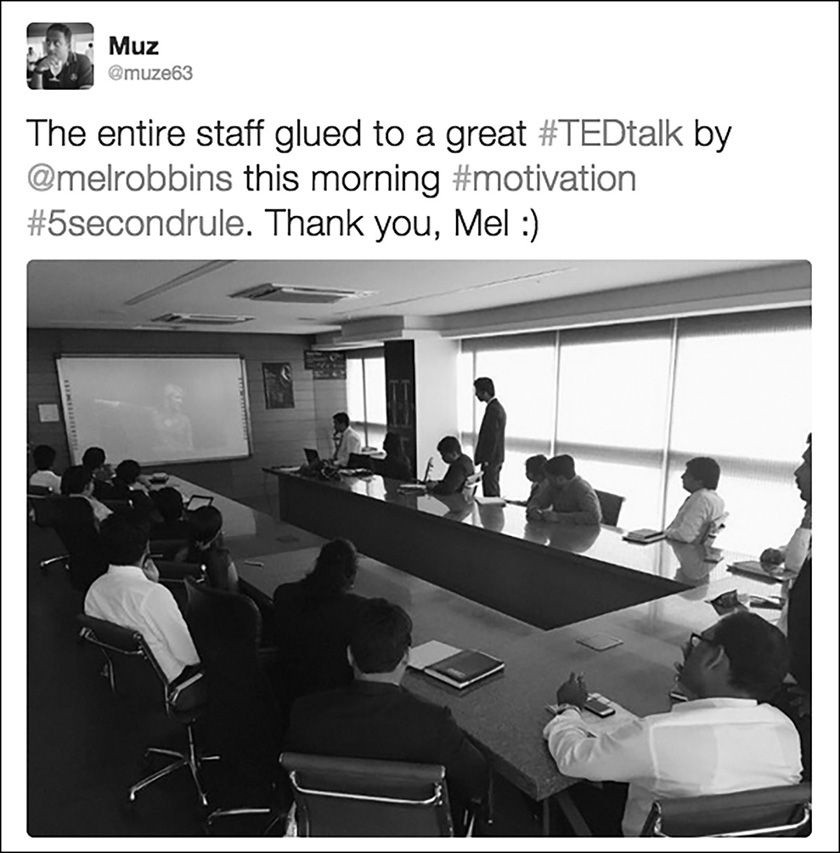 Muz
@muze63
The entire staff glued to a great #TEDtalk by
@melrobbins this morning #motivation
#5secondrule. Thank you, Mel :)